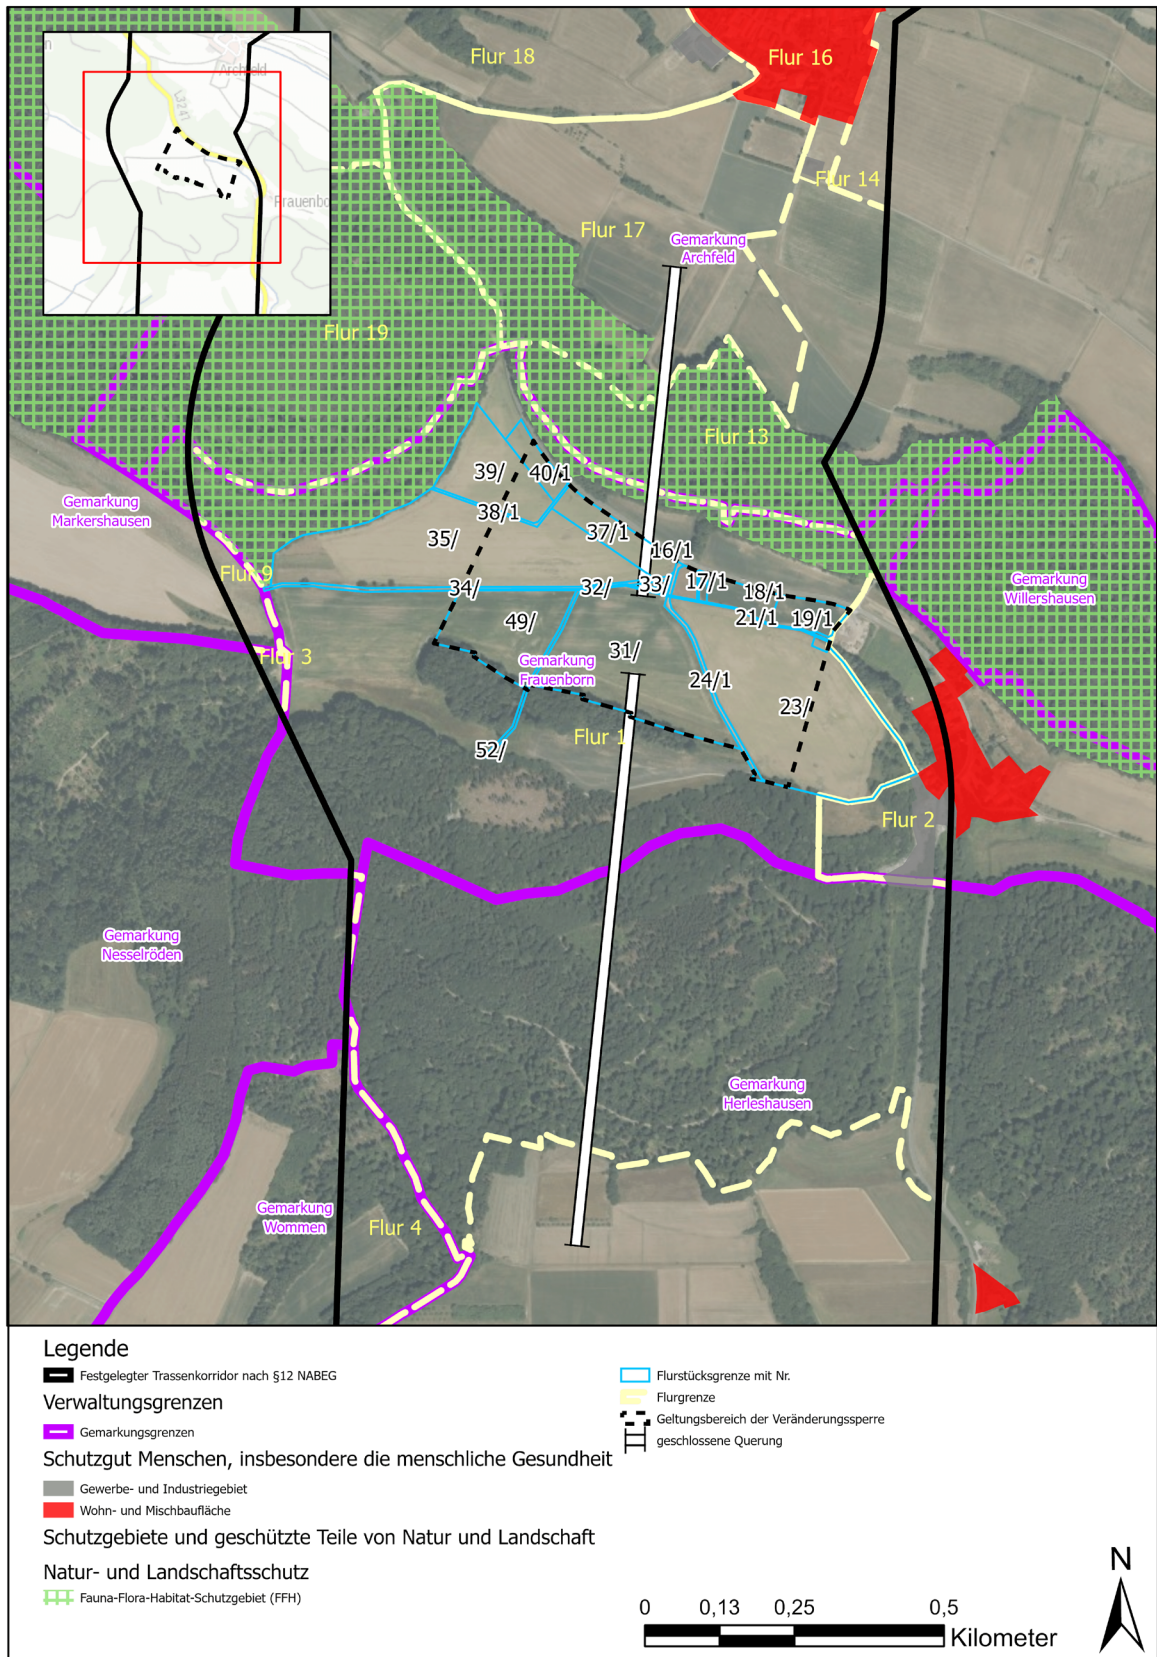 Flur 18
Flur 16
Archfeld
L3241
Frauenbo
n
Flur 14
Flur 17
Gemarkung
Archfeld
Flur 19
Flur 13
39/
40/1
Gemarkung
Markershausen
38/1
35/
37/1
16/1
Flur 9
34/
32/
33/
17/1
18/1
Gemarkung
Willershausen
49/
21/1
19/1
Flur 3
Gemarkung
Frauenborn
31/
24/1
23/
52/
Flur 1
Flur 2
Gemarkung
Nesselröden
Gemarkung
Herleshausen
Gemarkung
Wommen
Flur 4
Legende
Festgelegter Trassenkorridor nach §12 NABEG
Verwaltungsgrenzen
Gemarkungsgrenzen
Schutzgut Menschen, insbesondere die menschliche Gesundheit
Gewerbe- und Industriegebiet
Wohn- und Mischbaufläche
Schutzgebiete und geschützte Teile von Natur und Landschaft
Natur- und Landschaftsschutz
Fauna-Flora-Habitat-Schutzgebiet (FFH)
Flurstücksgrenze mit Nr.
Flurgrenze
Geltungsbereich der Veränderungssperre
geschlossene Querung
0 0,13 0,25 0,5
Kilometer
N